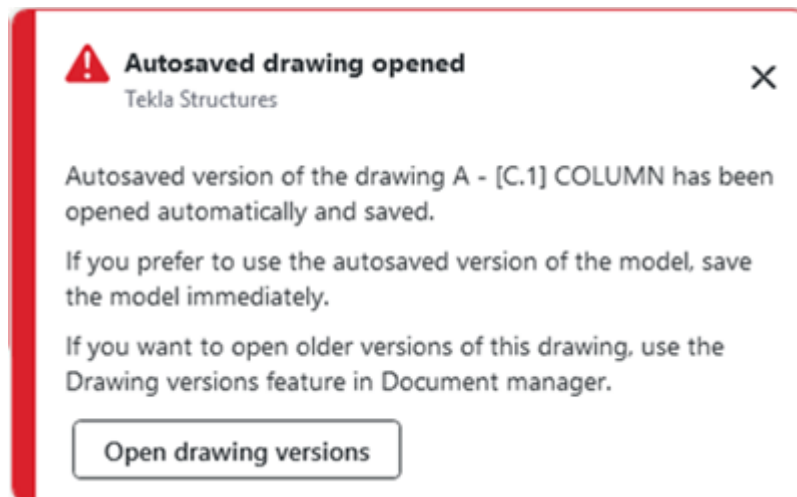 Autosaved drawing opened
Tekla Structures
Autosaved version of the drawing A - [C.1] COLUMN has been
opened automatically and saved.
If you prefer to use the autosaved version of the model, save
the model immediately.
If you want to open older versions of this drawing, use the
Drawing versions feature in Document manager.
Open drawing versions